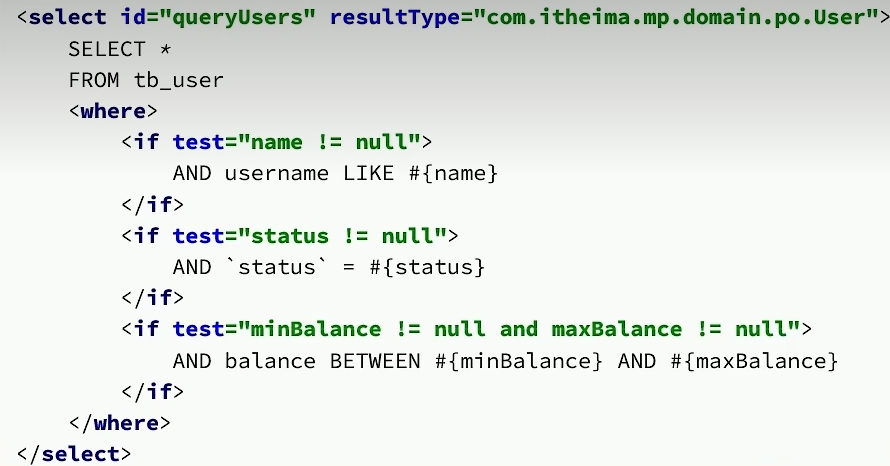 <select id="queryUsers" resultType="com.itheima.mp.domain.po.User">
    SELECT *
    FROM tb_user
    <where>
        <if test="name != null">
            AND username LIKE #{name}
        </if>
        <if test="status != null">
            AND `status` = #{status}
        </if>
        <if test="minBalance != null and maxBalance != null">
            AND balance BETWEEN #{minBalance} AND #{maxBalance}
        </if>
    </where>
</select>